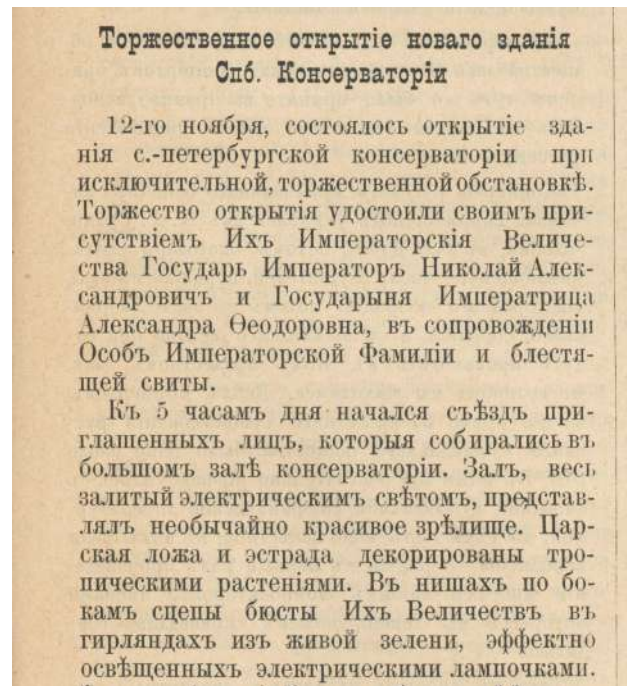 Торжественное открытіе новаго зданія
Спб. Консерваторіи
12-го ноября, состоялось открытіе зда-
нія с.-петербургской консерваторіи при
исключительной, торжественной обстановкѣ.
Торжество открытія удостоили своимъ при-
сутствіемъ Ихъ Императорскія Величе-
ства Государь Императоръ Николай Алек-
сандровичъ и Государыня Императрица
Александра Ѳеодоровна, въ сопровожденіи
Особъ Императорской Фамиліи и блестя-
щей свиты.
Къ 5 часамъ дня начался съѣздъ при-
глашенныхъ лицъ, которыя собирались въ
большомъ залѣ консерваторіи. Залъ, весь
залитый электрическимъ свѣтомъ, представ-
лялъ необычайно красивое зрѣлище. Цар-
ская ложа и эстрада декорированы тро-
пическими растеніями. Въ нишахъ по бо-
камъ сцены бюсты Ихъ Величествъ въ
гирляндахъ изъ живой зелени, эффектно
освѣщенныхъ электрическими лампочками.